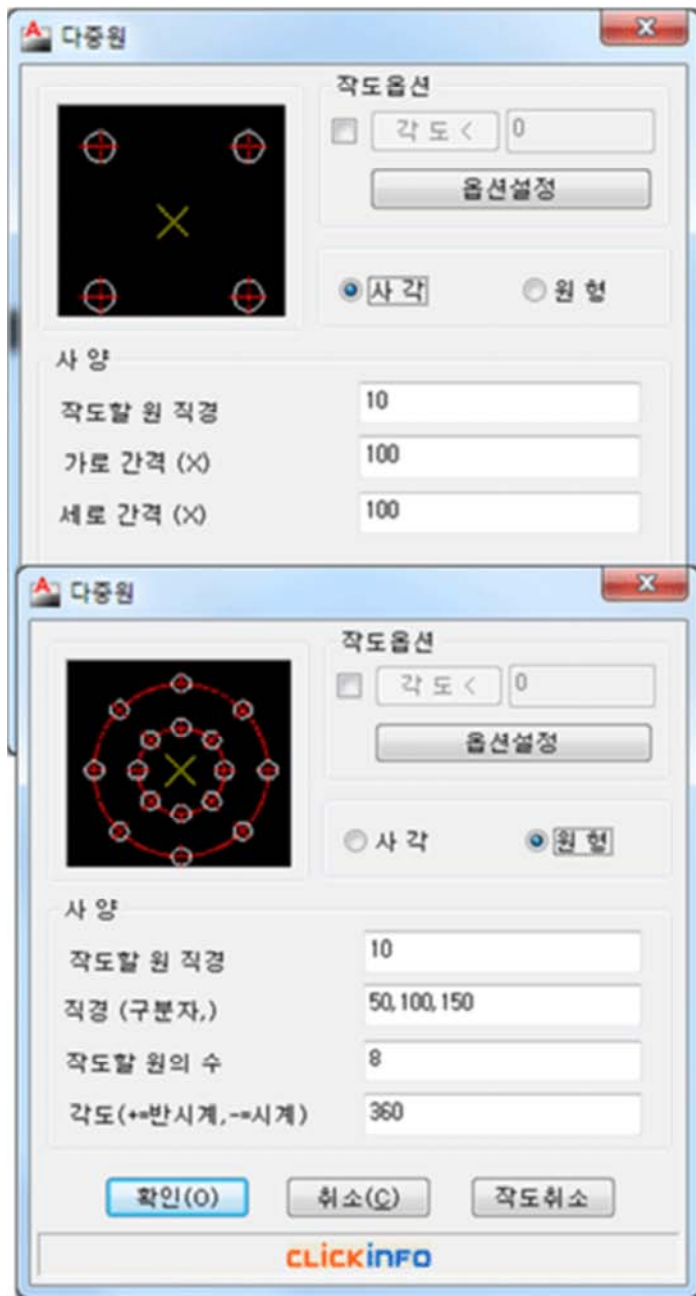 다중원
작도옵션
각 도 < 0
옵션설정
사 각 원 형
사 양
작도할 원 직경 10
가로 간격 (X) 100
세로 간격 (X) 100
다중원
작도옵션
각 도 < 0
옵션설정
사 각 원 형
사 양
작도할 원 직경 10
직경 (구분자,) 50,100,150
작도할 원의 수 8
각도(+=반시계,-=시계) 360
확인(O) 취소(C) 작도취소
CLICKINFO